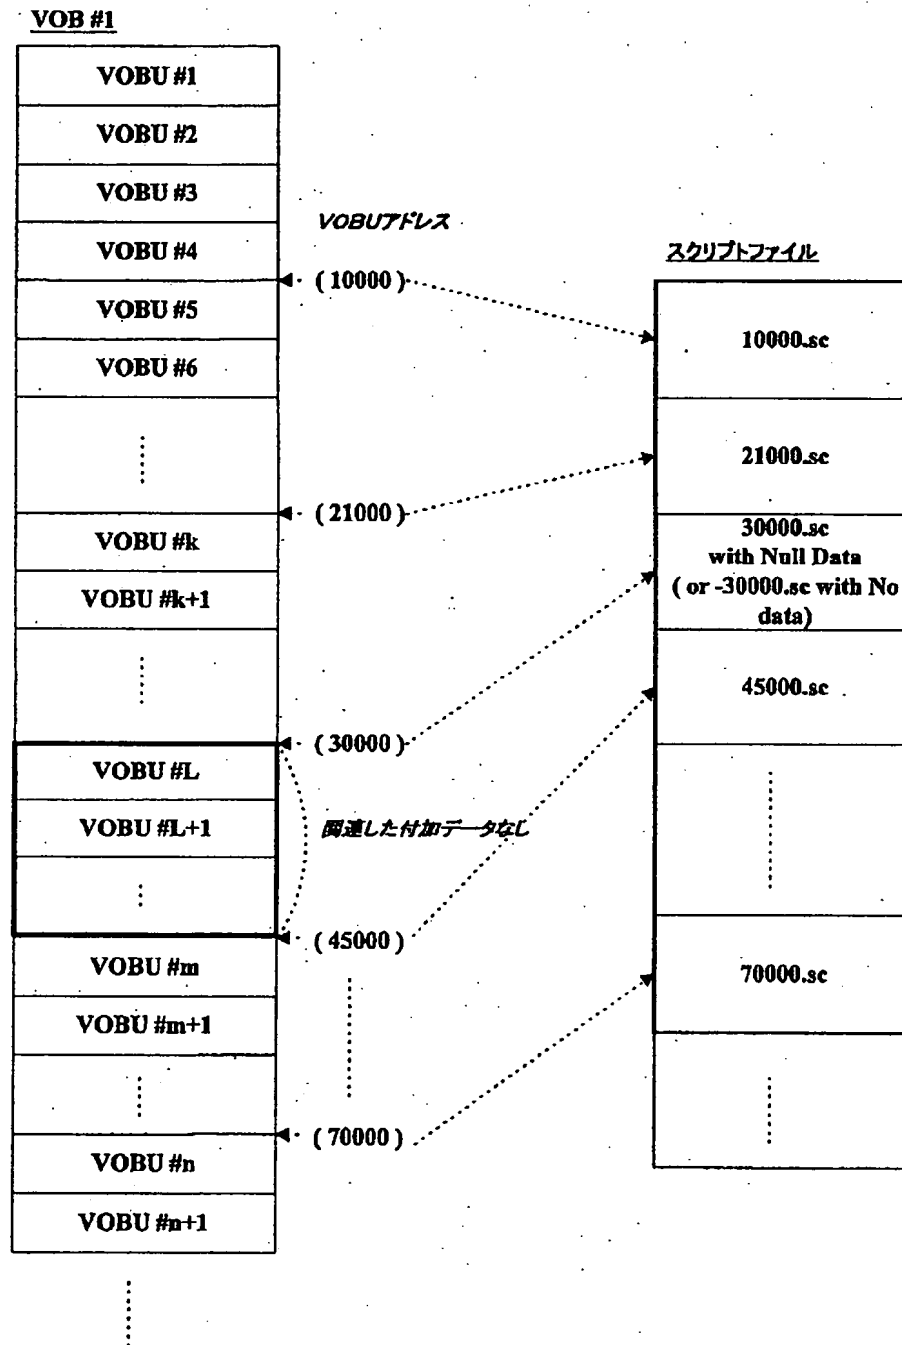 VOB #1
VOBU #1
VOBU #2
VOBU #3
VOBU #4
VOBU #5
VOBU #6
VOBU #k
VOBU #k+1
VOBU #L
VOBU #L+1
VOBU #m
VOBU #m+1
VOBU #n
VOBU #n+1
VOBUアドレス
( 10000 )
( 21000 )
( 30000 )
関連した付加データなし
( 45000 )
( 70000 )
スクリプトファイル
10000.sc
21000.sc
30000.sc
with Null Data
( or -30000.sc with No
data)
45000.sc
70000.sc